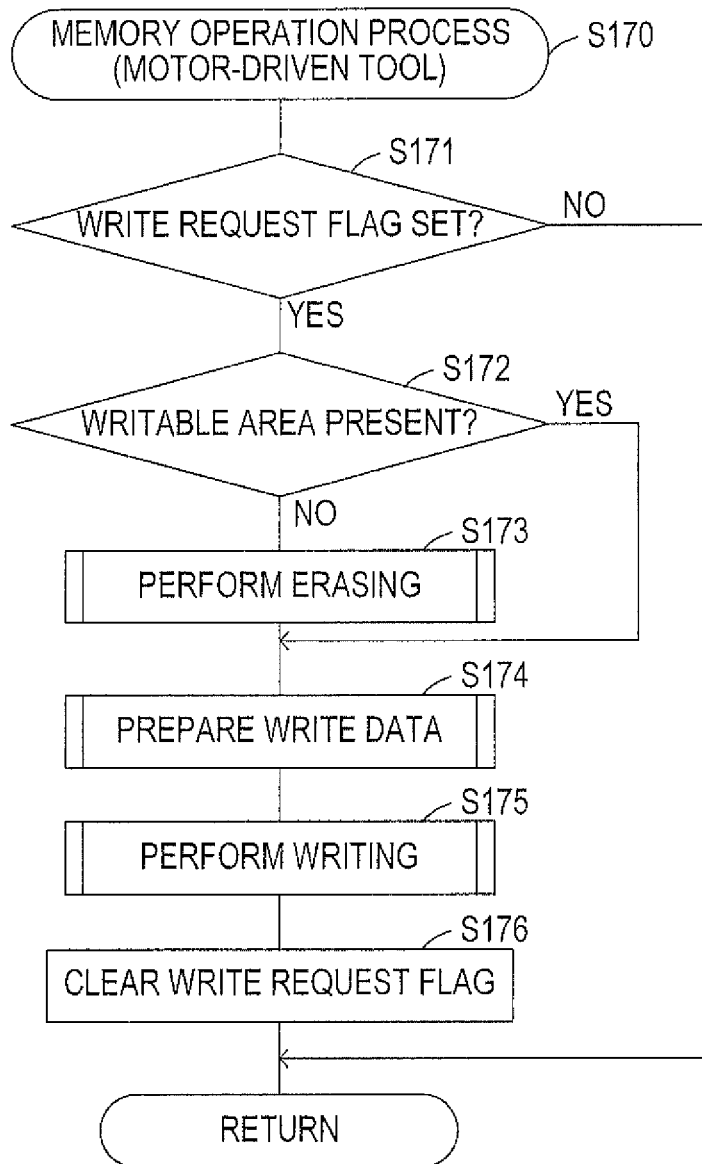 MEMORY OPERATION PROCESS
(MOTOR-DRIVEN TOOL)
S170
S171
WRITE REQUEST FLAG SET?
NO
YES
S172
WRITABLE AREA PRESENT?
YES
NO
S173
PERFORM ERASING
S174
PREPARE WRITE DATA
S175
PERFORM WRITING
S176
CLEAR WRITE REQUEST FLAG
RETURN